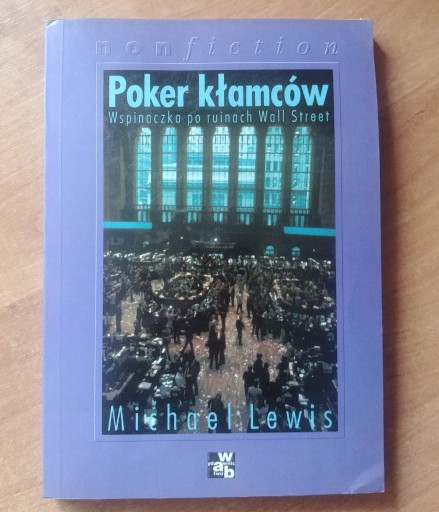 nonfiction
Poker kłamców
Wspinaczka po ruinach Wall Street
Michael Lewis
wab